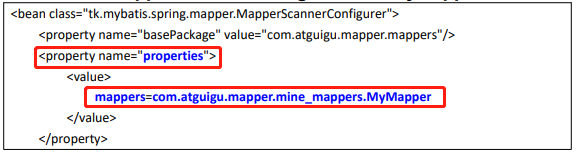 <bean class="tk.mybatis.spring.mapper.MapperScannerConfigurer">
<property name="basePackage" value="com.atguigu.mapper.mappers"/>
<property name="properties">
<value>
mappers=com.atguigu.mapper.mine_mappers.MyMapper
</value>
</property>